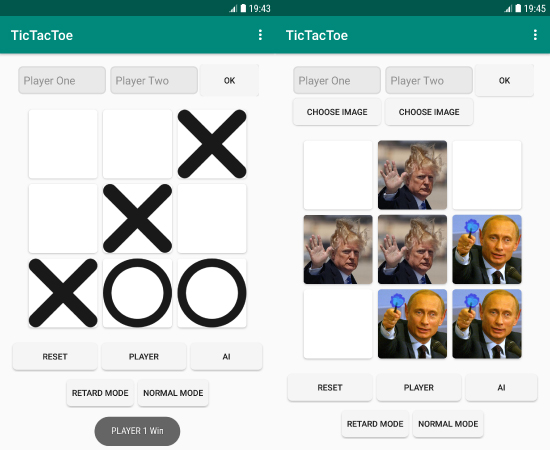 19:43
TicTacToe
Player One Player Two OK
RESET PLAYER AI
RETARD MODE NORMAL MODE
PLAYER 1 Win
19:45
TicTacToe
Player One Player Two OK
CHOOSE IMAGE CHOOSE IMAGE
RESET PLAYER AI
RETARD MODE NORMAL MODE